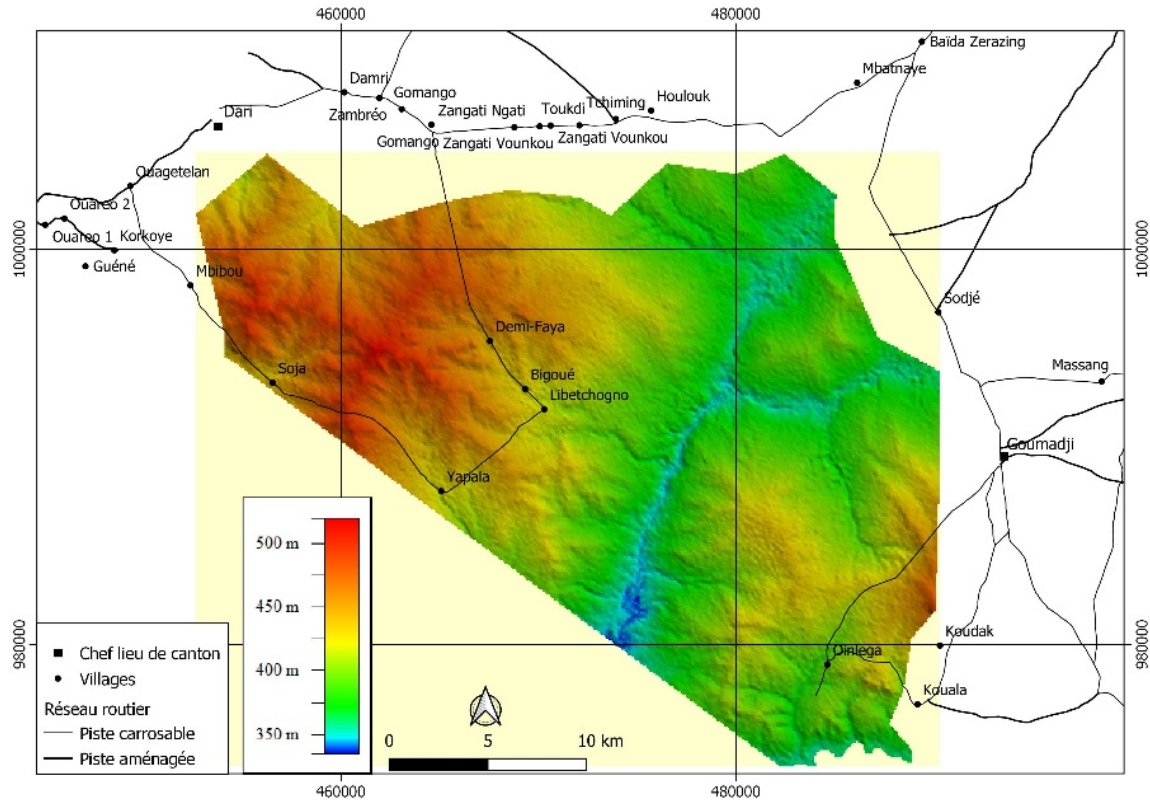 460000
480000
Baïda Zerazing
Mbatnaye
Damri
Gomango
Zambréo
Dari
Zangati Ngati
Toukdi
Tchiming
Houlouk
Gomango
Zangati Vounkou
Zangati Vounkou
Ouagetelan
Ouareo 2
Ouareo 1
Korkoye
Guéné
Mbibou
1000000
1000000
Sodjé
Demi-Faya
Soja
Bigoué
Libetchogno
Massang
Goumadji
Yapala
500 m
450 m
400 m
350 m
980000
980000
Koudak
Oinlega
Kouala
Chef lieu de canton
Villages
Réseau routier
Piste carrosable
Piste aménagée
0 5 10 km
460000
480000